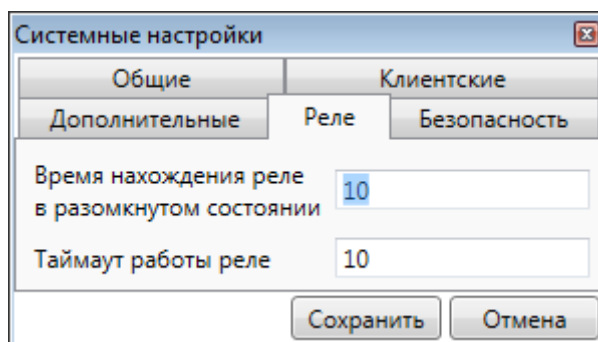 Системные настройки
Общие
Клиентские
Дополнительные
Реле
Безопасность
Время нахождения реле
в разомкнутом состоянии
10
Таймаут работы реле
10
Сохранить
Отмена